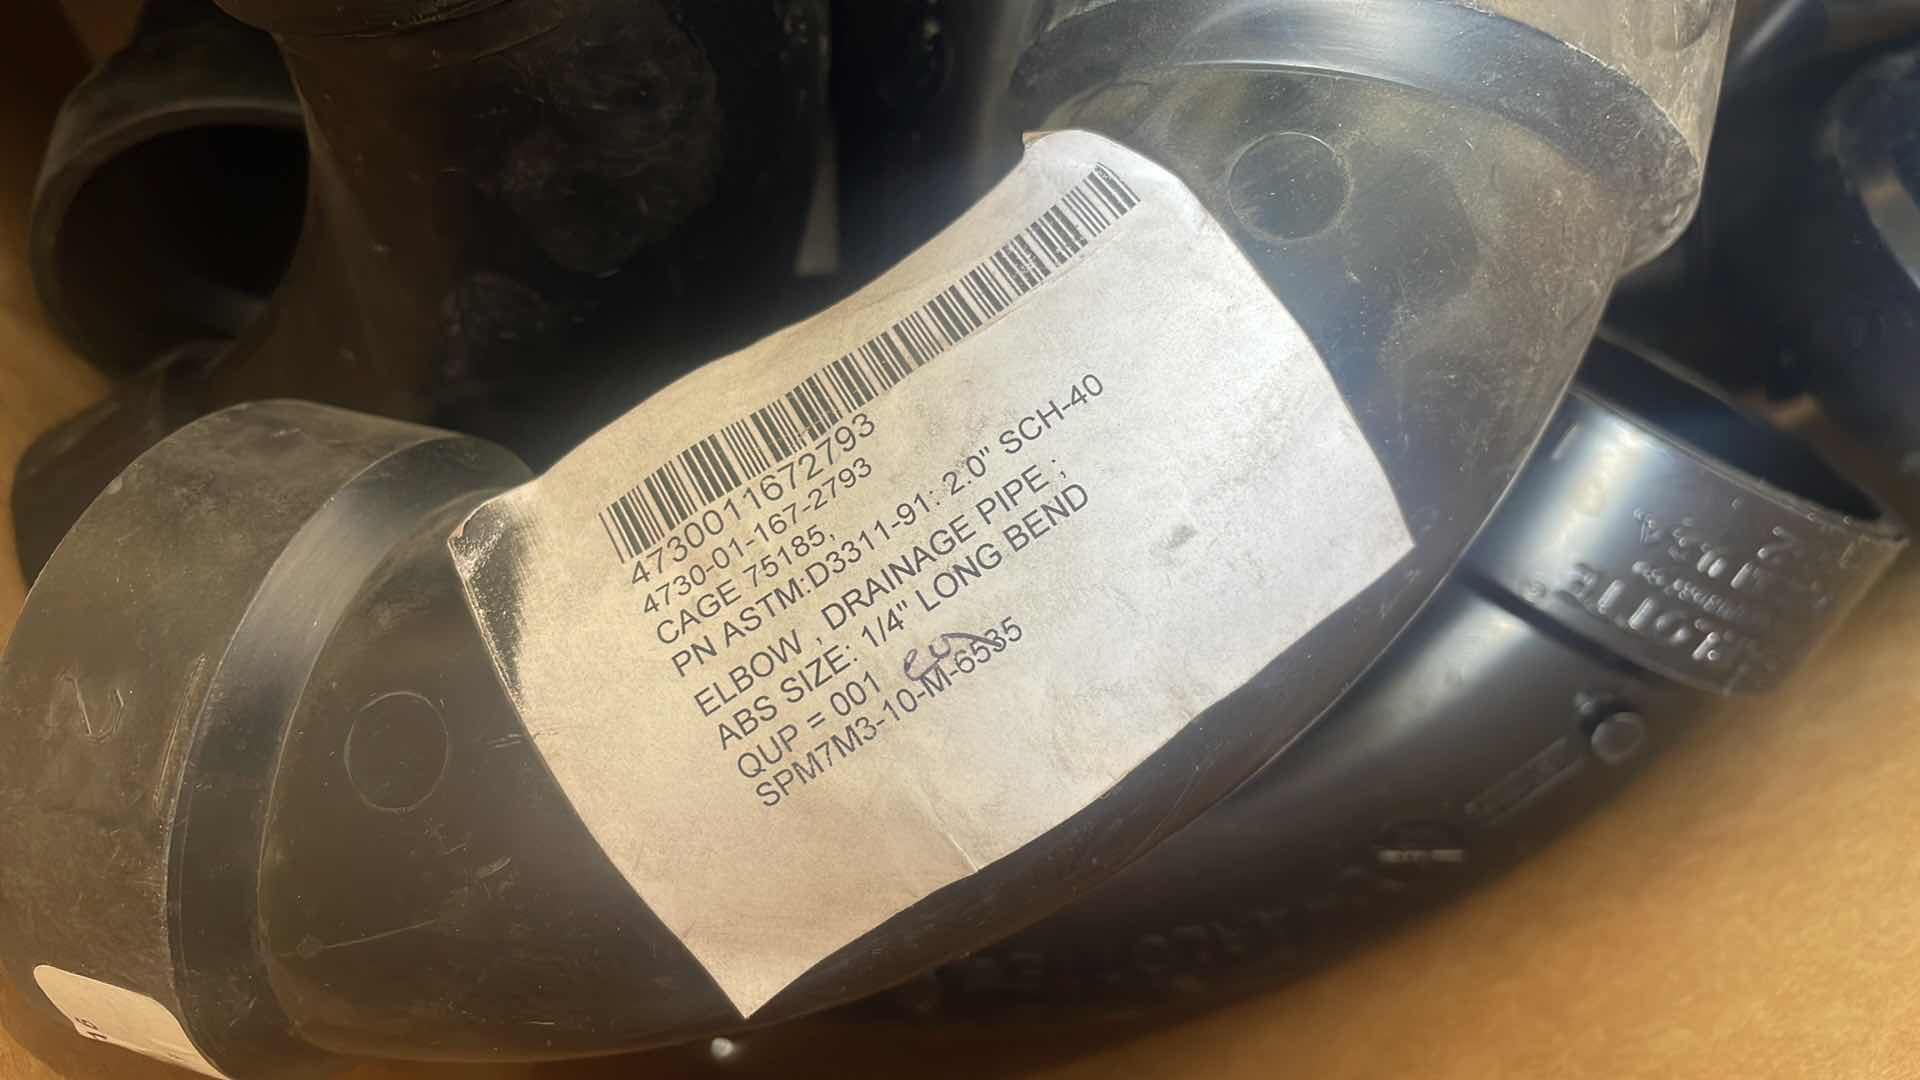 4730011672793
4730-01-167-2793
CAGE 75185,
PN ASTM:D3311-91: 2.0" SCH-40
ELBOW , DRAINAGE PIPE ;
ABS SIZE: 1/4" LONG BEND
QUP = 001
SPM7M3-10-M-6535
2